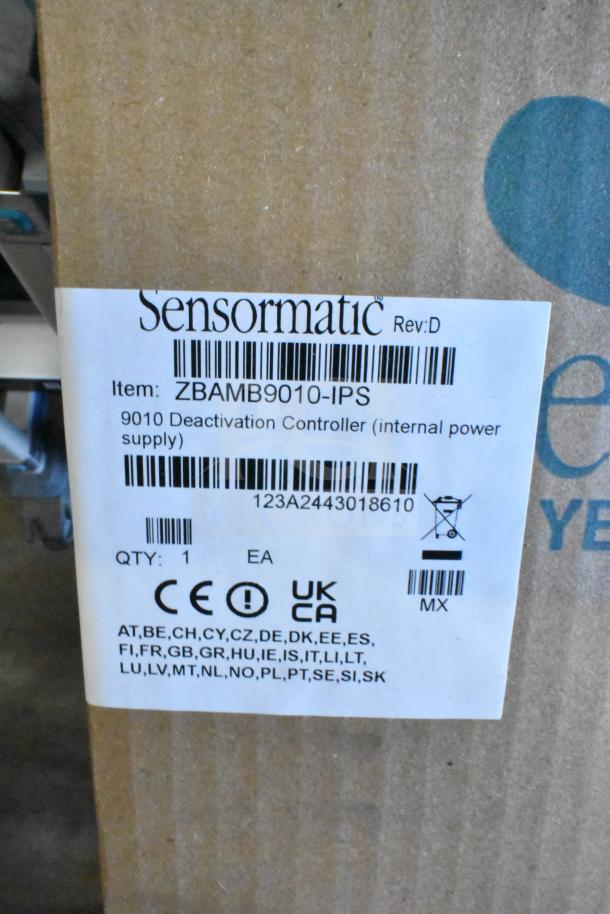 Sensormatic® Rev:D
Item: ZBAMB9010-IPS
9010 Deactivation Controller (internal power
supply)
123A2443018610
QTY: 1 EA
MX
CE
UK
CA
AT,BE,CH,CY,CZ,DE,DK,EE,ES,
FI,FR,GB,GR,HU,IE,IS,IT,LI,LT,
LU,LV,MT,NL,NO,PL,PT,SE,SI,SK
e
YE